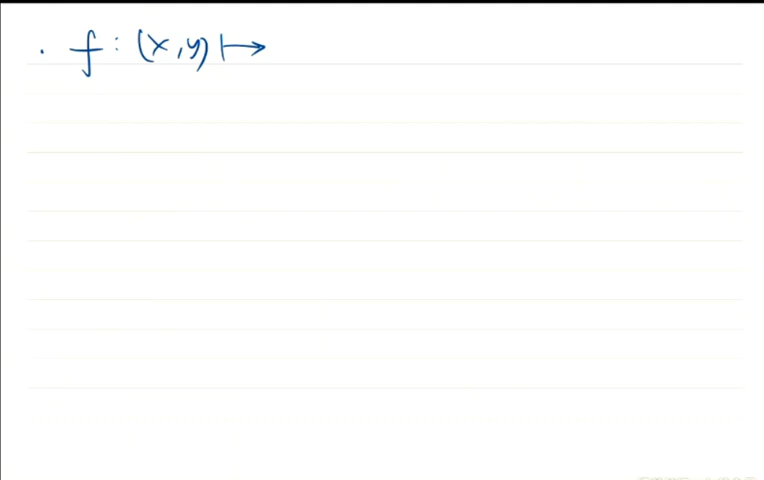 · f : (x, y) ↦